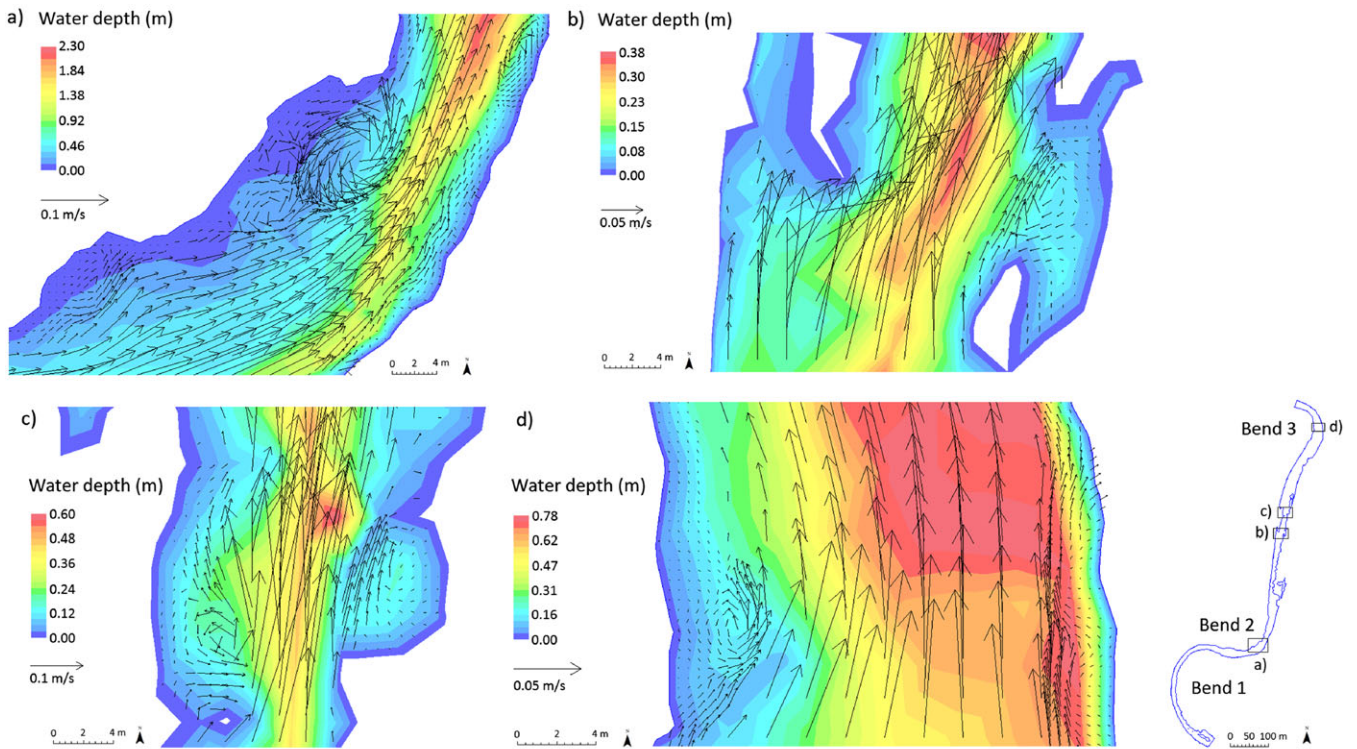 a)
Water depth (m)
2.30
1.84
1.38
0.92
0.46
0.00
0.1 m/s
0 2 4 m
N
b)
Water depth (m)
0.38
0.30
0.23
0.15
0.08
0.00
0.05 m/s
0 2 4 m
N
c)
Water depth (m)
0.60
0.48
0.36
0.24
0.12
0.00
0.1 m/s
0 2 4 m
N
d)
Water depth (m)
0.78
0.62
0.47
0.31
0.16
0.00
0.05 m/s
0 2 4 m
N
Bend 3
d)
c)
b)
Bend 2
a)
Bend 1
0 50 100 m
N